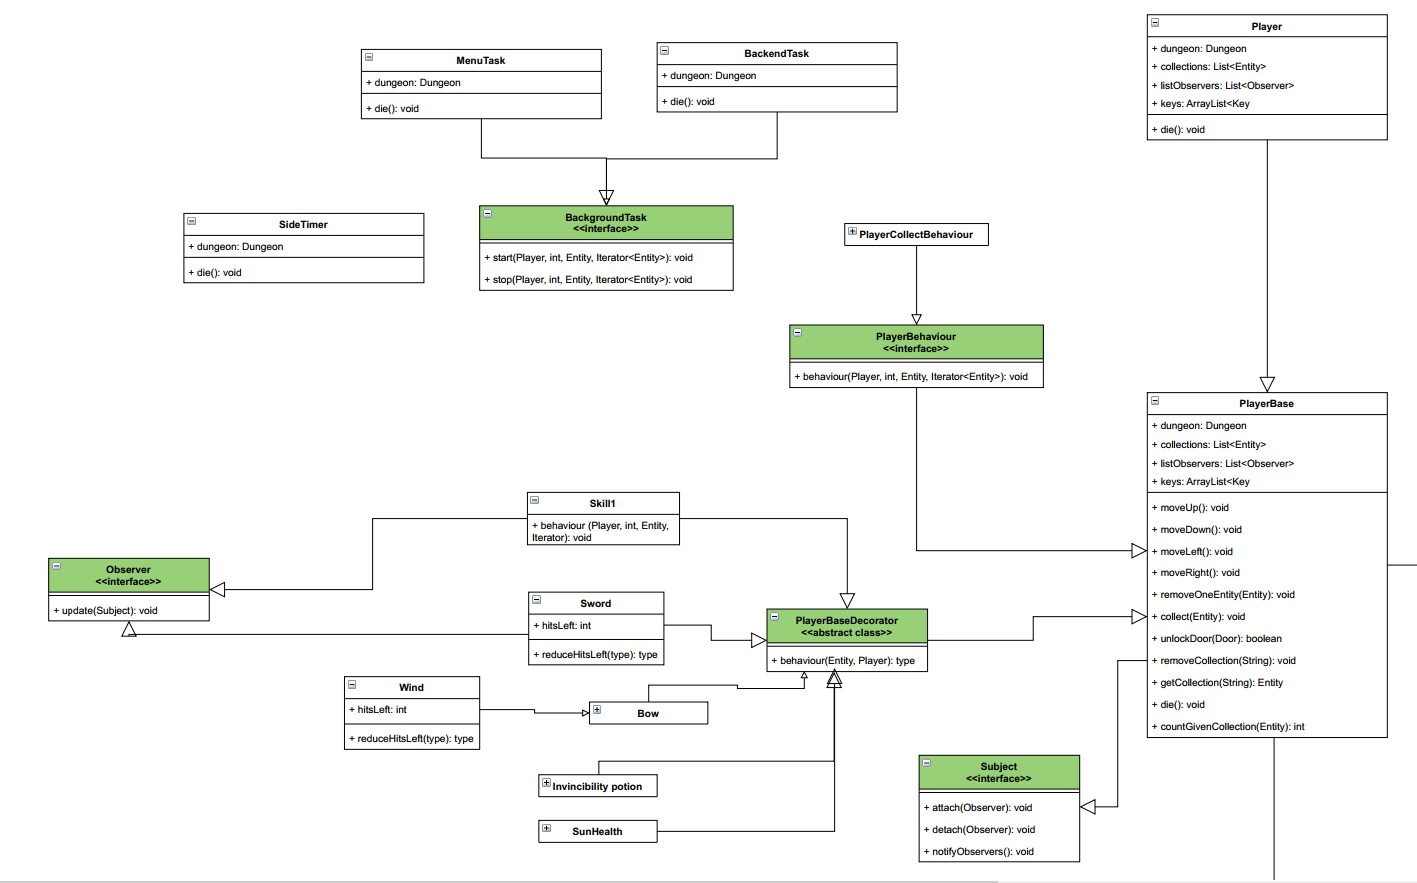 Player
+ dungeon: Dungeon
+ collections: List<Entity>
+ listObservers: List<Observer>
+ keys: ArrayList<Key
+ die(): void
MenuTask
+ dungeon: Dungeon
+ die(): void
BackendTask
+ dungeon: Dungeon
+ die(): void
SideTimer
+ dungeon: Dungeon
+ die(): void
BackgroundTask
<<interface>>
+ start(Player, int, Entity, Iterator<Entity>): void
+ stop(Player, int, Entity, Iterator<Entity>): void
PlayerCollectBehaviour
PlayerBehaviour
<<interface>>
+ behaviour(Player, int, Entity, Iterator<Entity>): void
PlayerBase
+ dungeon: Dungeon
+ collections: List<Entity>
+ listObservers: List<Observer>
+ keys: ArrayList<Key
+ moveUp(): void
+ moveDown(): void
+ moveLeft(): void
+ moveRight(): void
+ removeOneEntity(Entity): void
+ collect(Entity): void
+ unlockDoor(Door): boolean
+ removeCollection(String): void
+ getCollection(String): Entity
+ die(): void
+ countGivenCollection(Entity): int
Skill1
+ behaviour (Player, int, Entity,
Iterator): void
Observer
<<interface>>
+ update(Subject): void
Sword
+ hitsLeft: int
+ reduceHitsLeft(type): type
PlayerBaseDecorator
<<abstract class>>
+ behaviour(Entity, Player): type
Wind
+ hitsLeft: int
+ reduceHitsLeft(type): type
Bow
Invincibility potion
SunHealth
Subject
<<interface>>
+ attach(Observer): void
+ detach(Observer): void
+ notifyObservers(): void